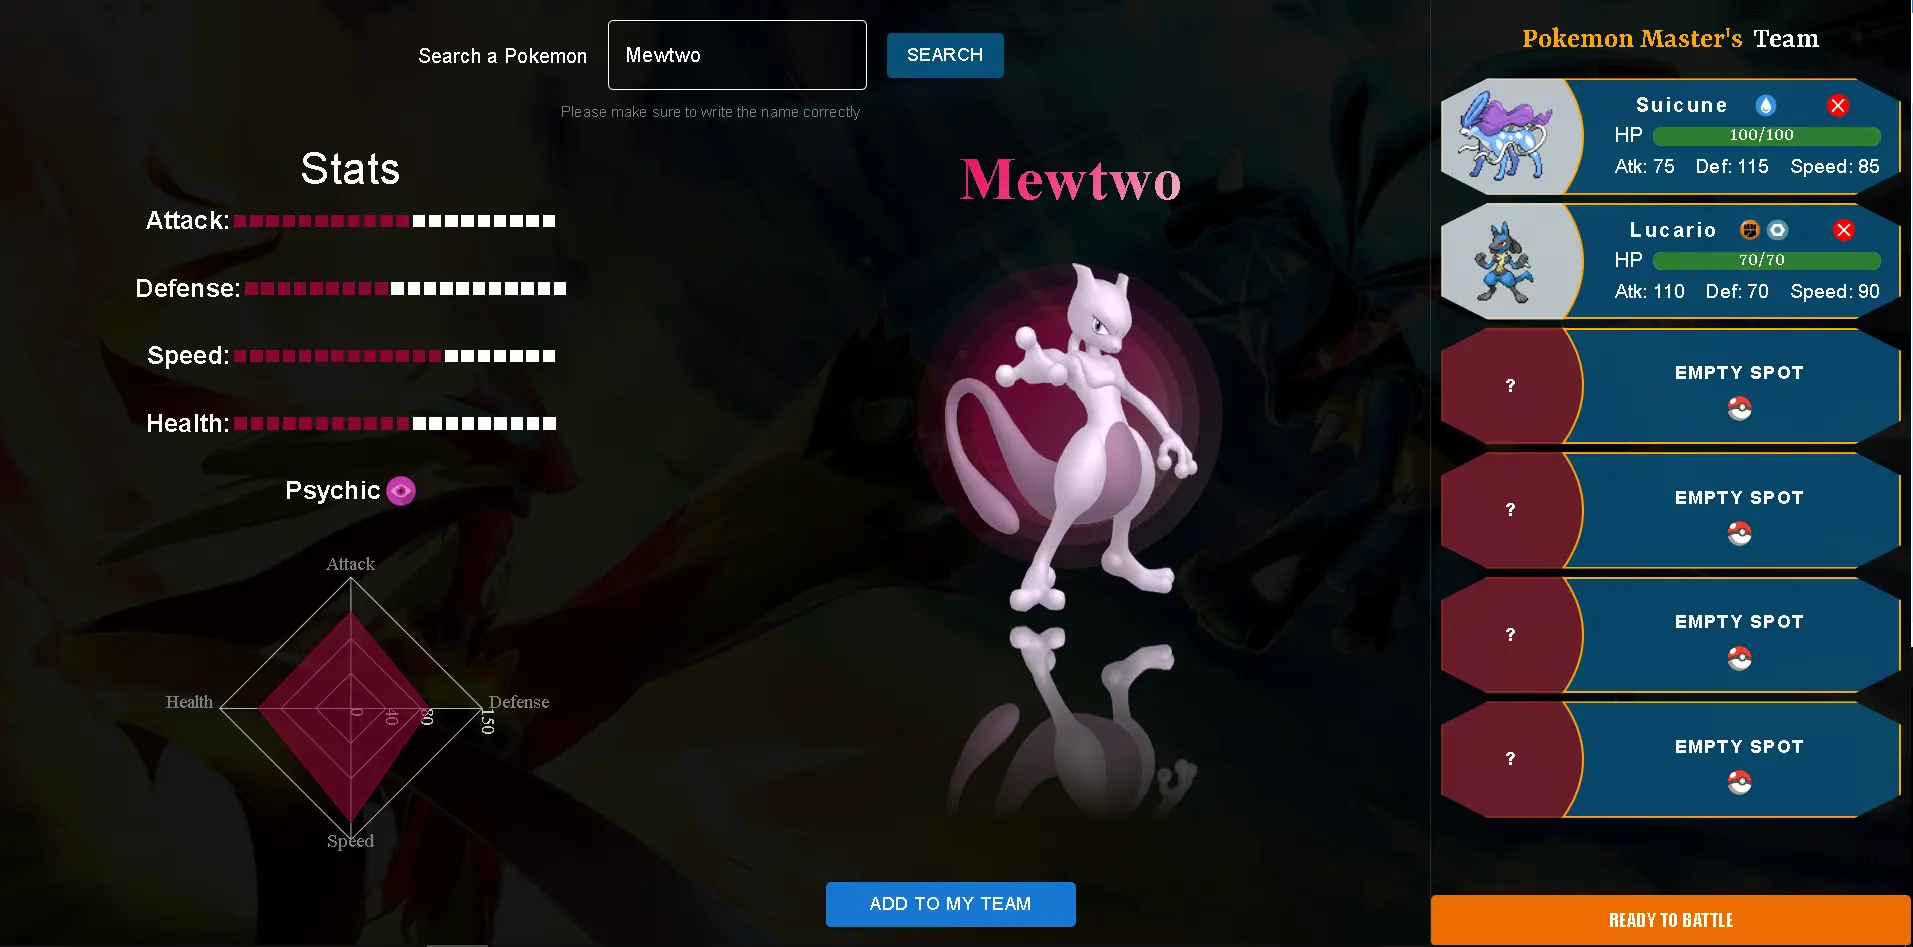 Search a Pokemon
Mewtwo
SEARCH
Please make sure to write the name correctly
Stats
Attack:
Defense:
Speed:
Health:
Psychic
Attack
Health
Defense
0
40
80
150
Speed
Mewtwo
ADD TO MY TEAM
Pokemon Master's Team
Suicune
HP 100/100
Atk: 75 Def: 115 Speed: 85
Lucario
HP 70/70
Atk: 110 Def: 70 Speed: 90
?
EMPTY SPOT
?
EMPTY SPOT
?
EMPTY SPOT
?
EMPTY SPOT
READY TO BATTLE